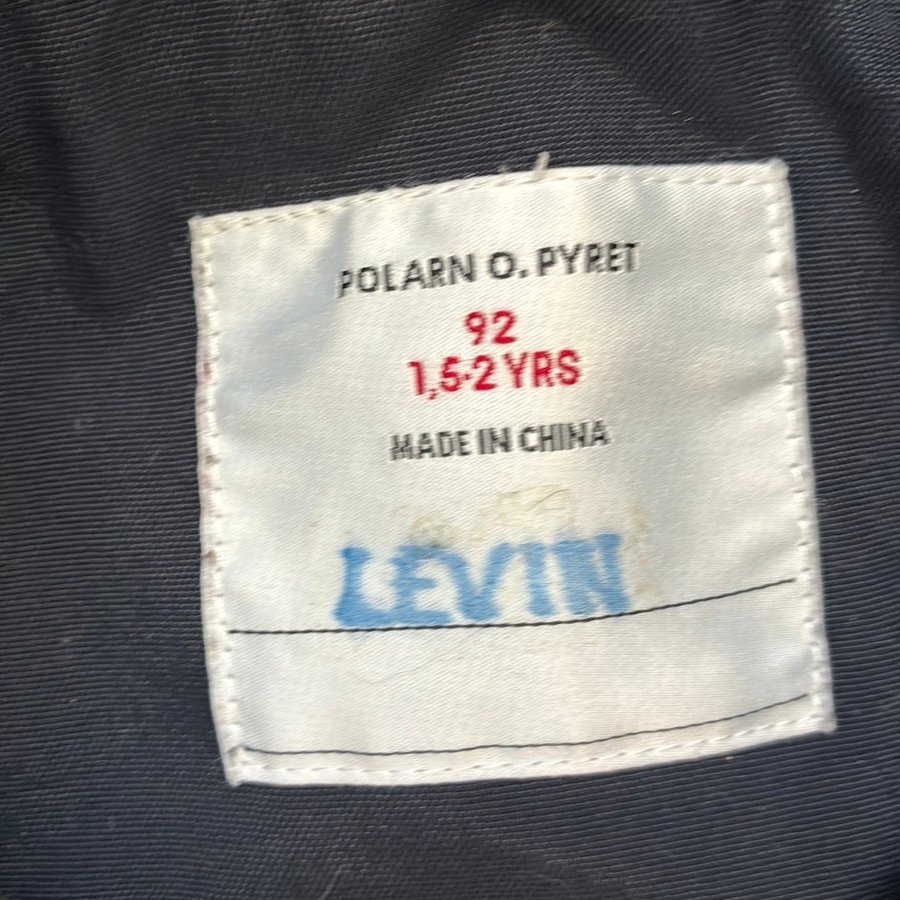 POLARN O. PYRET
92
1,5-2 YRS
MADE IN CHINA
LEVIN